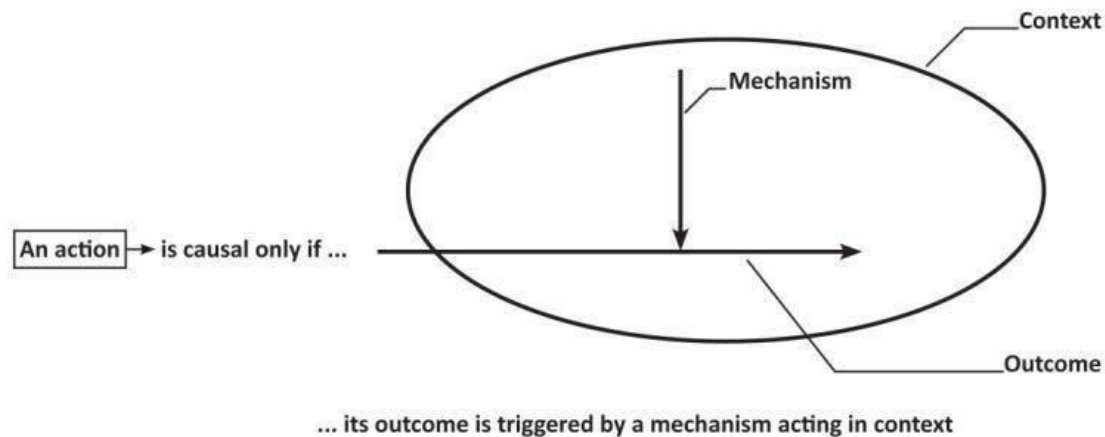 Context
Mechanism
An action is causal only if ...
Outcome
... its outcome is triggered by a mechanism acting in context